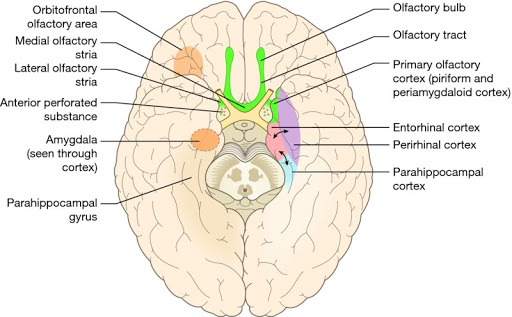 Orbitofrontal
olfactory area
Medial olfactory
stria
Lateral olfactory
stria
Anterior perforated
substance
Amygdala
(seen through
cortex)
Parahippocampal
gyrus
Olfactory bulb
Olfactory tract
Primary olfactory
cortex (piriform and
periamygdaloid cortex)
Entorhinal cortex
Perirhinal cortex
Parahippocampal
cortex